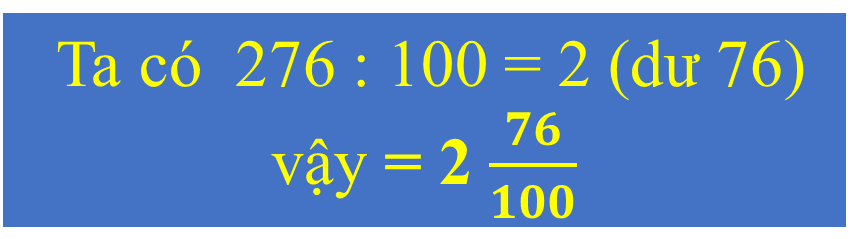 Ta có 276 : 100 = 2 (dư 76)
vậy = 2 76/100